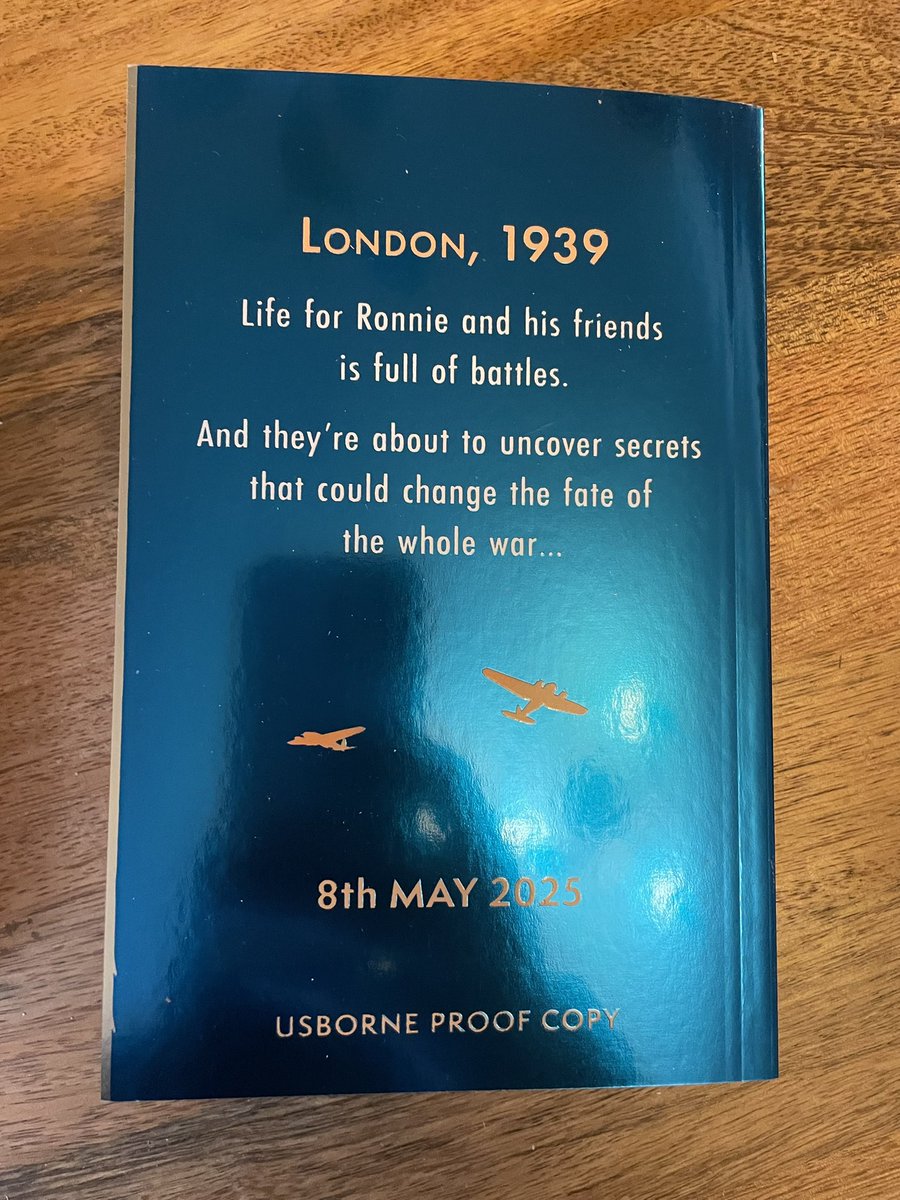 London, 1939
Life for Ronnie and his friends
is full of battles.
And they're about to uncover secrets
that could change the fate of
the whole war...
8th MAY 2025
USBORNE PROOF COPY